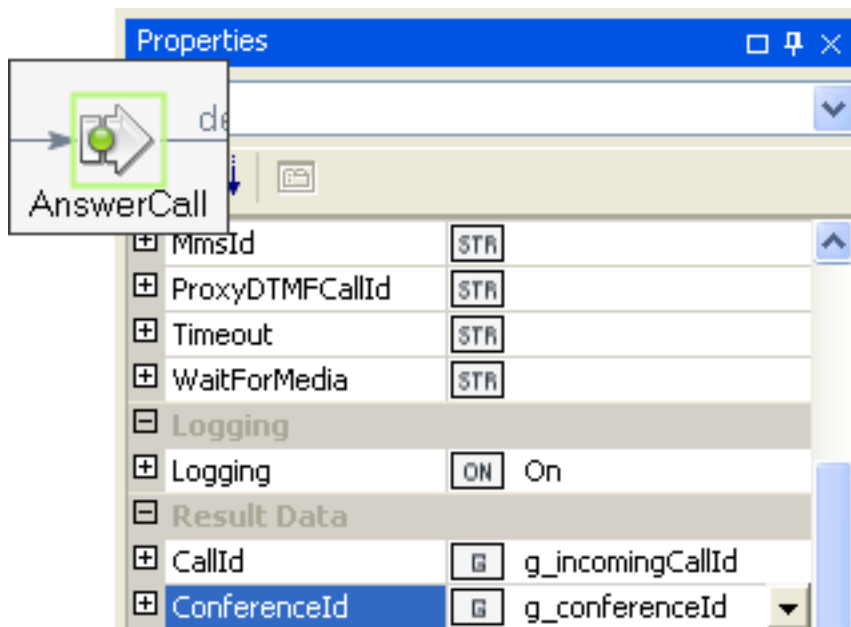 Properties
de
AnswerCall
MmsId STR
ProxyDTMFCallId STR
Timeout STR
WaitForMedia STR
Logging
Logging ON On
Result Data
CallId G g_incomingCallId
ConferenceId G g_conferenceId